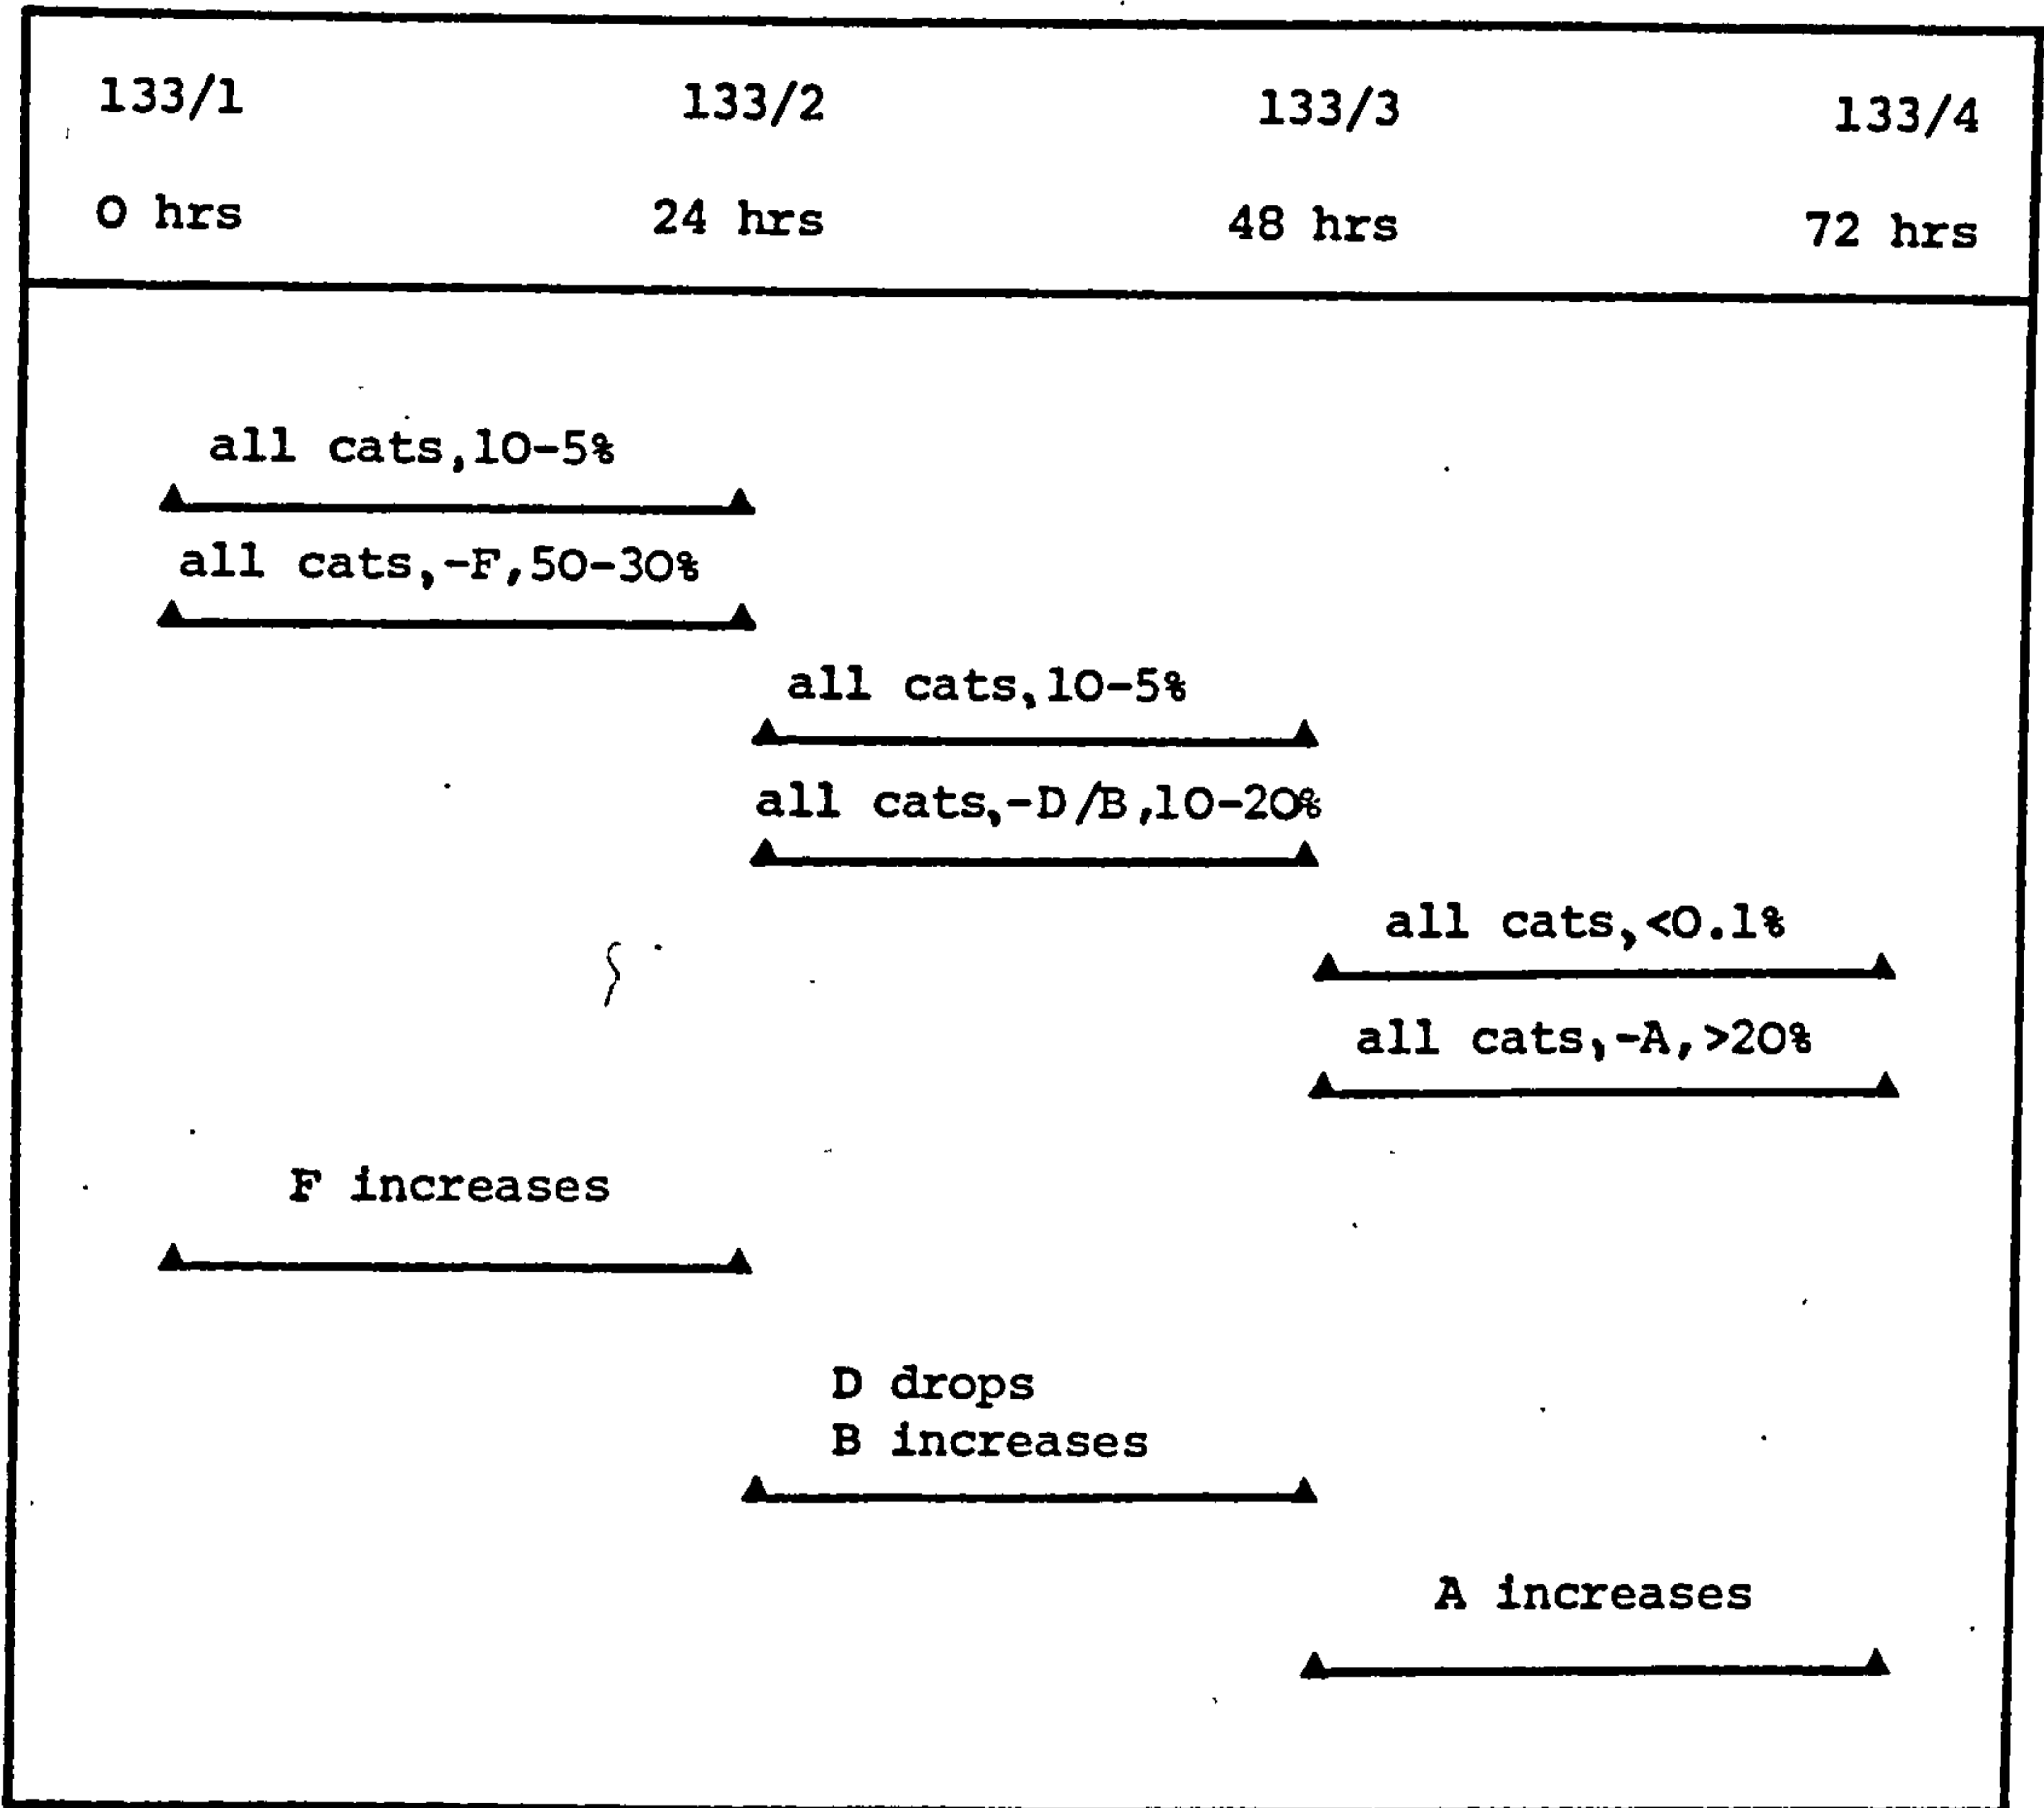 133/1 133/2 133/3 133/4
0 hrs 24 hrs 48 hrs 72 hrs
all cats,10-5%
all cats,-F,50-30%
all cats,10-5%
all cats,-D/B,10-20%
all cats,<0.1%
all cats,-A,>20%
F increases
D drops
B increases
A increases